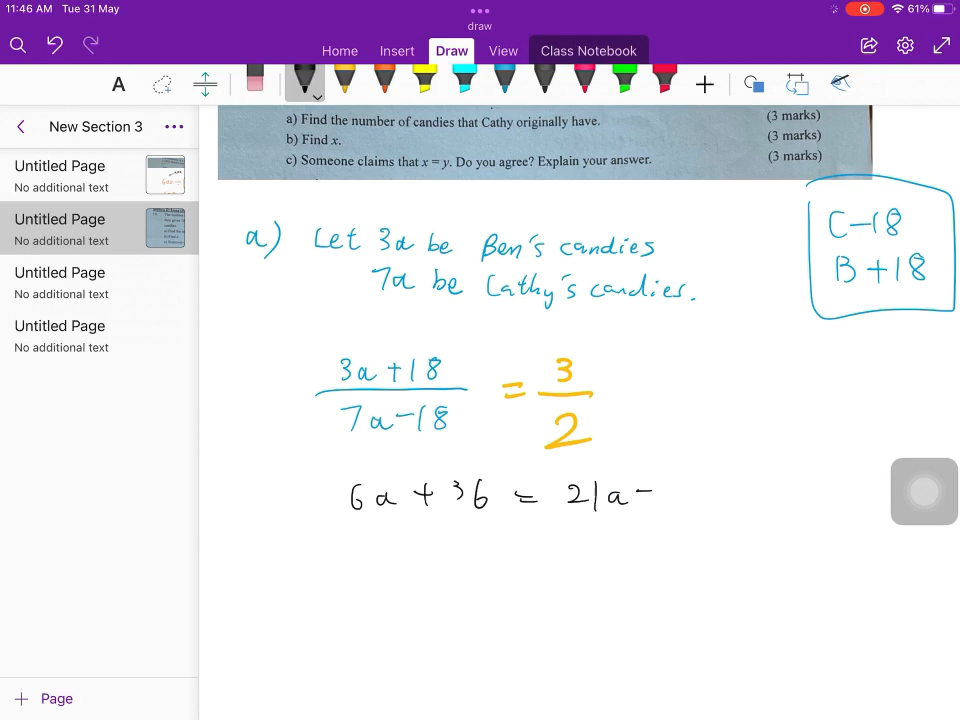 11:46 AM Tue 31 May
61%
draw
Home Insert Draw View Class Notebook
A
New Section 3
Untitled Page
No additional text
Untitled Page
No additional text
Untitled Page
No additional text
Untitled Page
No additional text
Page
a) Find the number of candies that Cathy originally have. (3 marks)
b) Find x. (3 marks)
c) Someone claims that x = y. Do you agree? Explain your answer. (3 marks)
C-18
B+18
a) Let 3a be Ben's candies
7a be Cathy's candies.
3a+18 = 3
7a-18 2
6a + 36 = 21a -